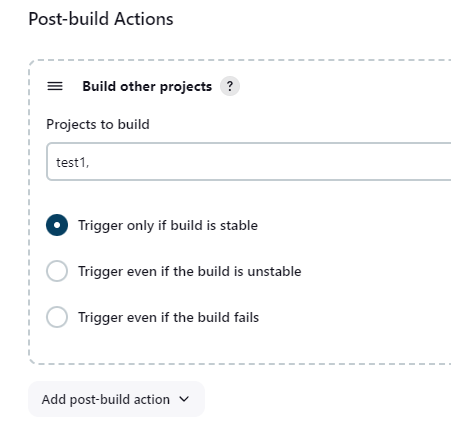 Post-build Actions
Build other projects ?
Projects to build
test1,
Trigger only if build is stable
Trigger even if the build is unstable
Trigger even if the build fails
Add post-build action